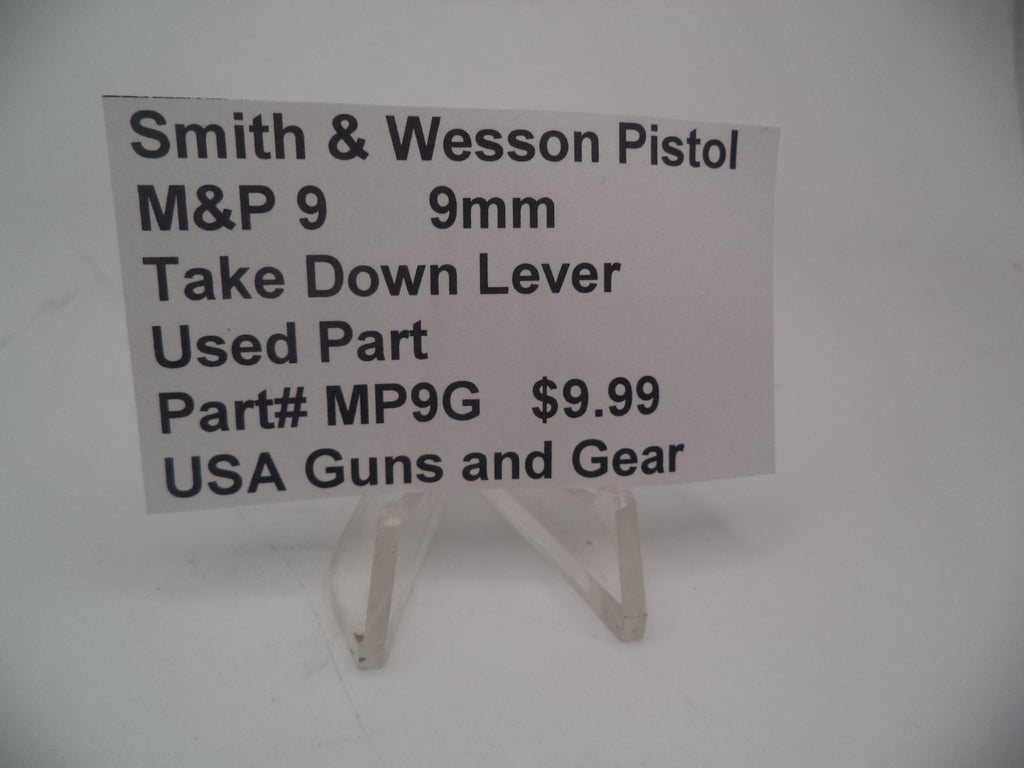 Smith & Wesson Pistol
M&P 9 9mm
Take Down Lever
Used Part
Part# MP9G $9.99
USA Guns and Gear